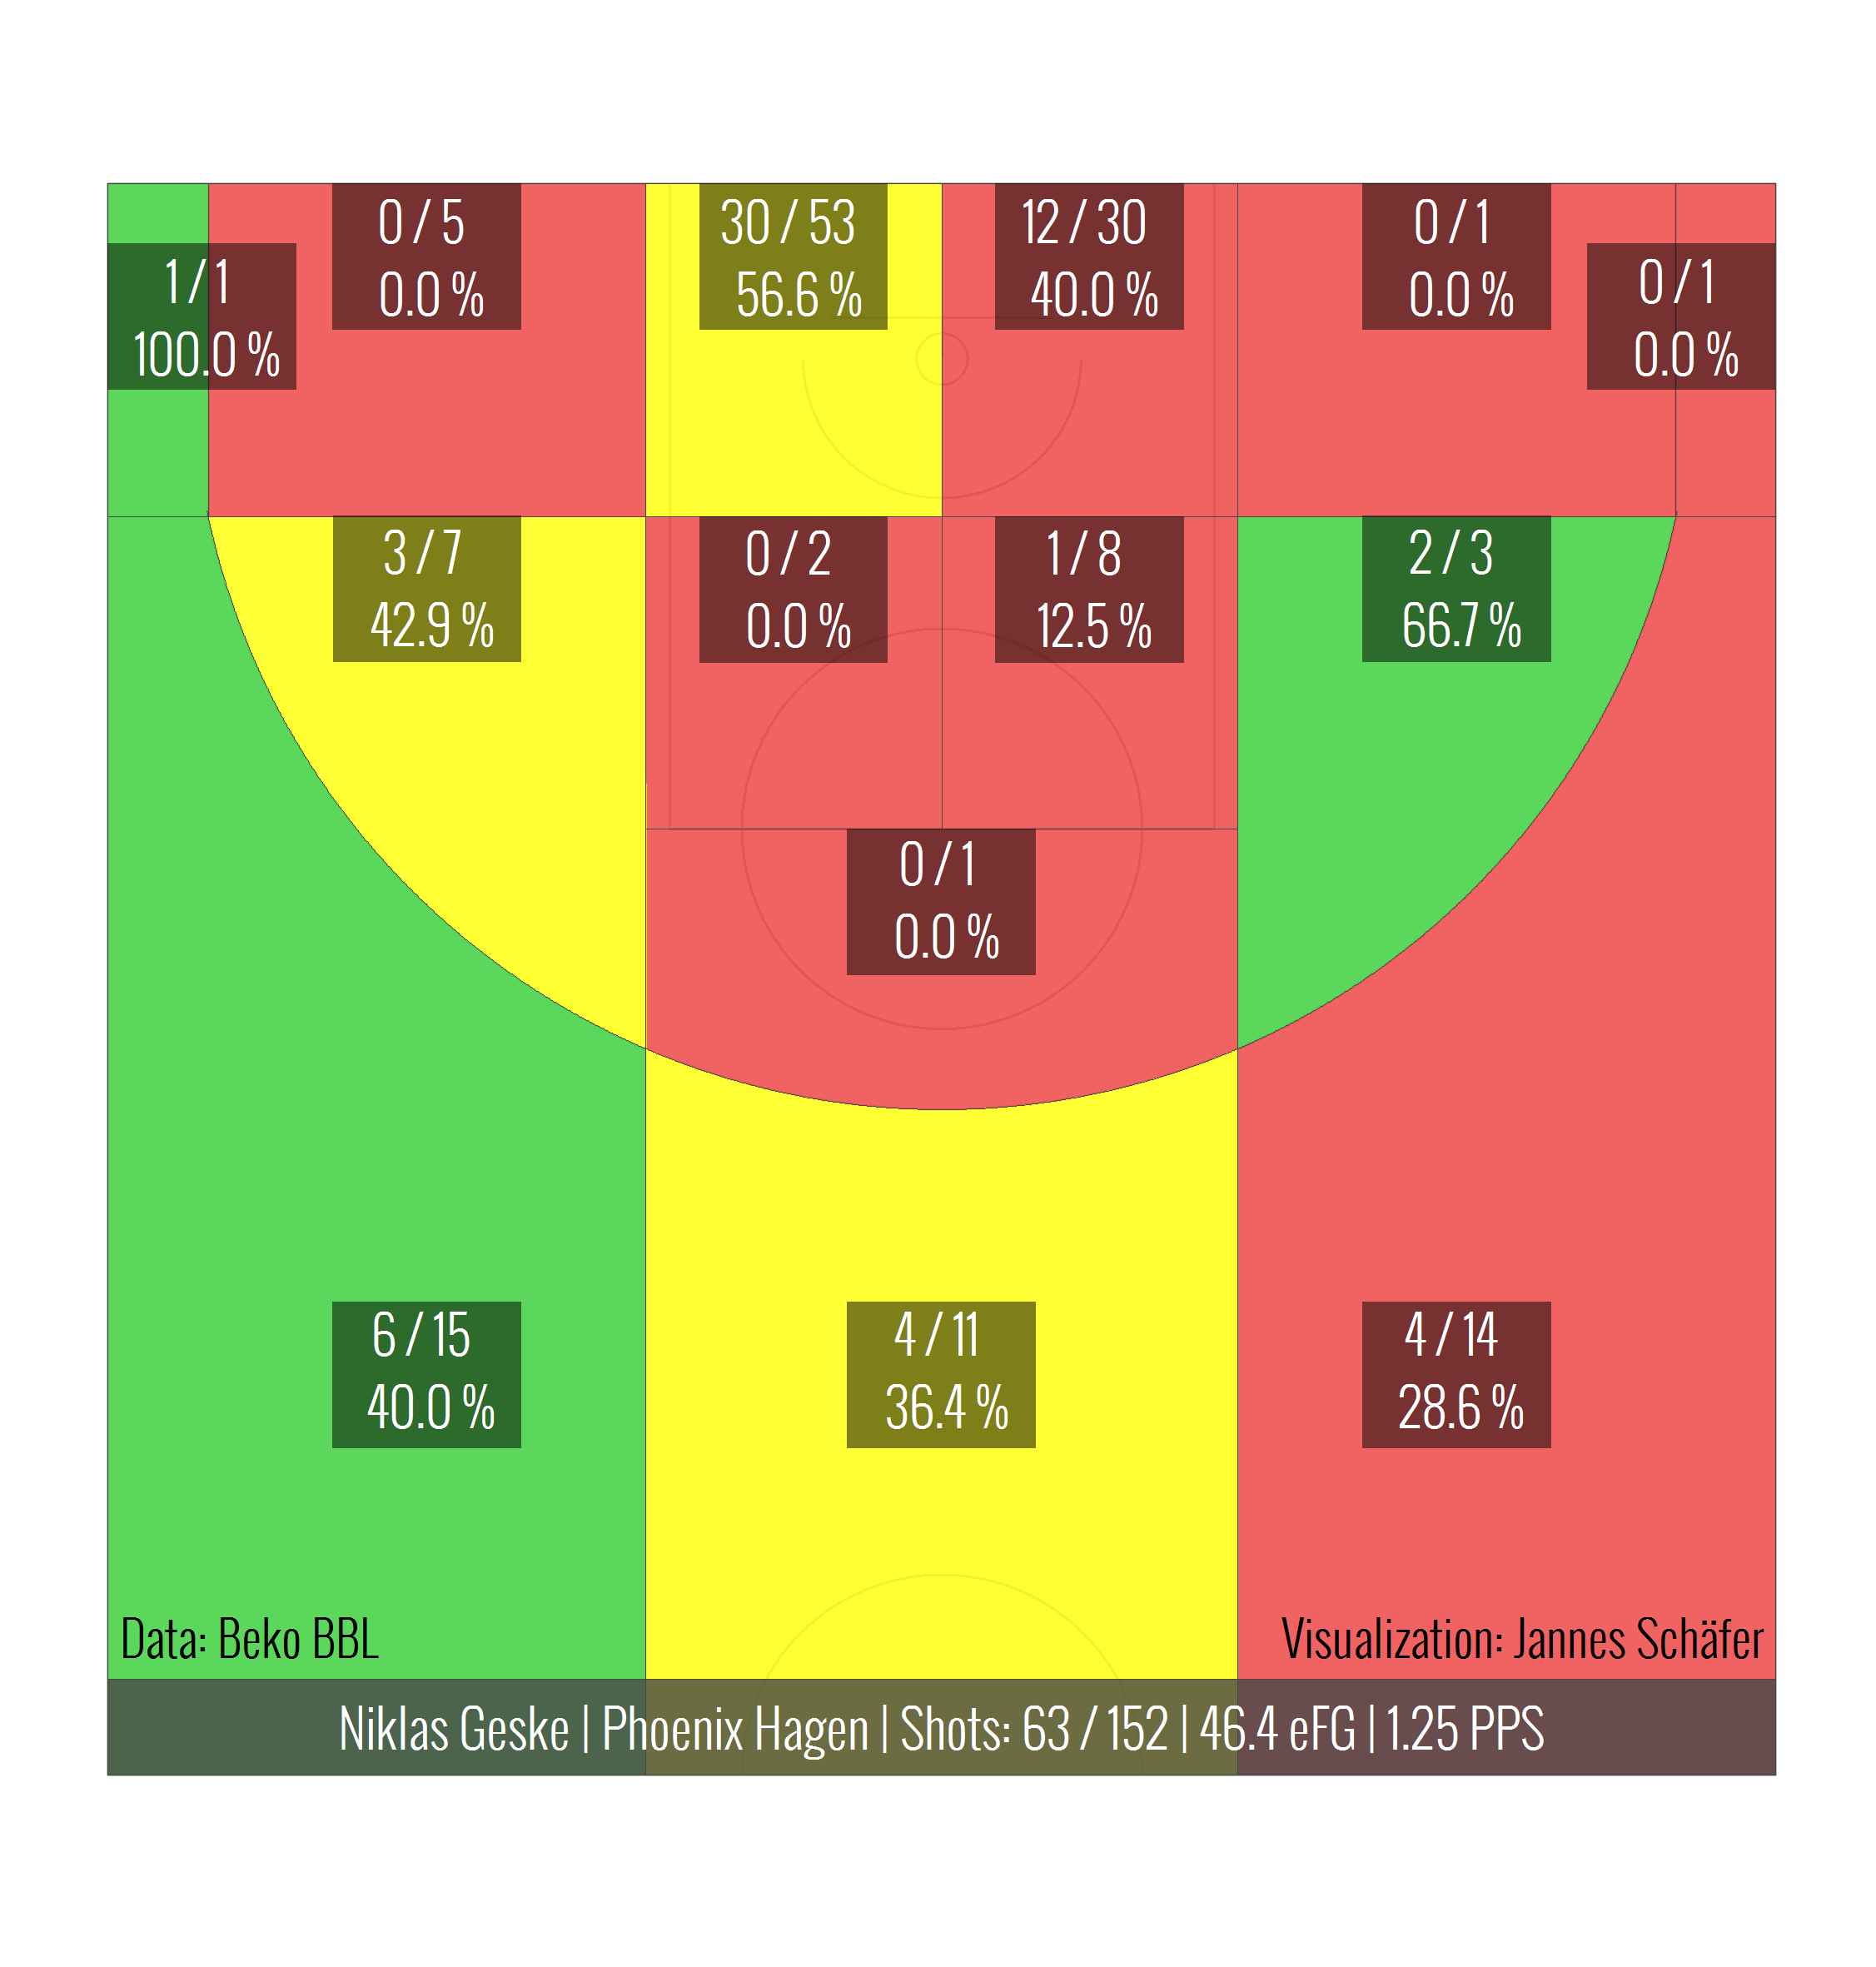 0 / 5
0.0 %
30 / 53
56.6 %
12 / 30
40.0 %
0 / 1
0.0 %
1 / 1
100.0 %
0 / 1
0.0 %
3 / 7
42.9 %
0 / 2
0.0 %
1 / 8
12.5 %
2 / 3
66.7 %
0 / 1
0.0 %
6 / 15
40.0 %
4 / 11
36.4 %
4 / 14
28.6 %
Data: Beko BBL
Visualization: Jannes Schäfer
Niklas Geske | Phoenix Hagen | Shots: 63 / 152 | 46.4 eFG | 1.25 PPS